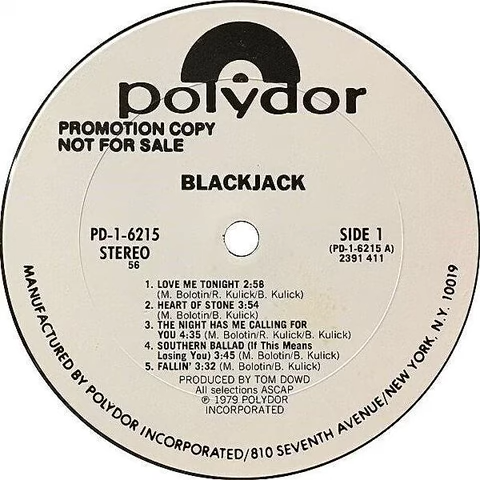 polydor
PROMOTION COPY
NOT FOR SALE
BLACKJACK
PD-1-6215
STEREO
56
SIDE 1
(PD-1-6215 A)
2391 411
1. LOVE ME TONIGHT 2:58
(M. Bolotin/R. Kulick/B. Kulick)
2. HEART OF STONE 3:54
(M. Bolotin/B. Kulick)
3. THE NIGHT HAS ME CALLING FOR
YOU 4:35 (M. Bolotin/B. Kulick)
4. SOUTHERN BALLAD (If This Means
Losing You) 3:45 (M. Bolotin/B. Kulick)
5. FALLIN' 3:32 (M. Bolotin/B. Kulick)
PRODUCED BY TOM DOWD
All selections ASCAP
℗ 1979 POLYDOR
INCORPORATED
MANUFACTURED BY POLYDOR INCORPORATED/810 SEVENTH AVENUE/NEW YORK. N.Y. 10019